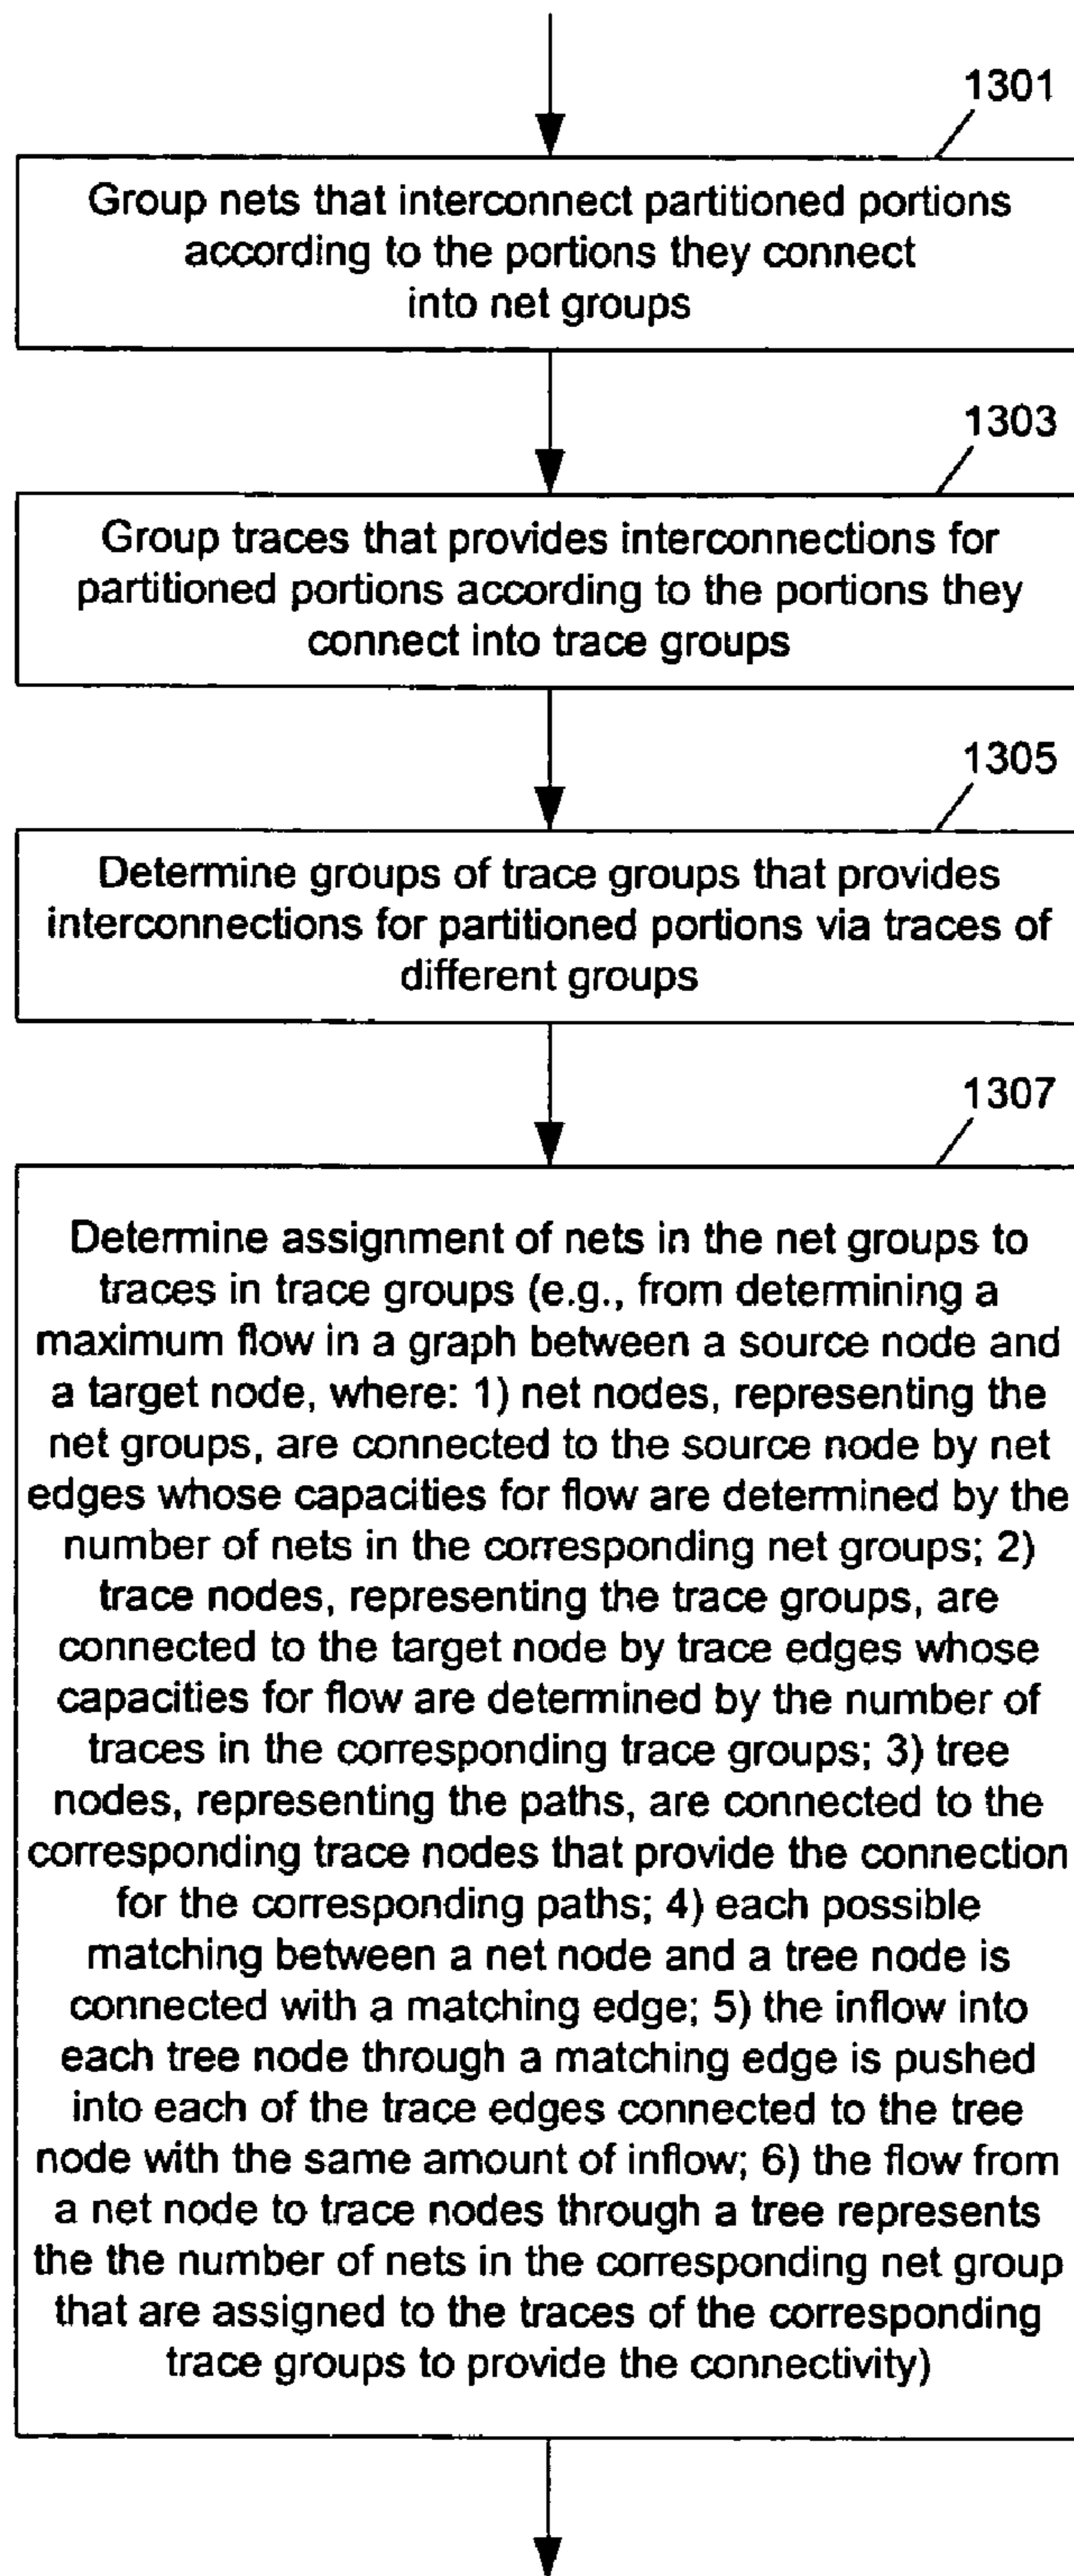 1301
Group nets that interconnect partitioned portions
according to the portions they connect
into net groups
1303
Group traces that provides interconnections for
partitioned portions according to the portions they
connect into trace groups
1305
Determine groups of trace groups that provides
interconnections for partitioned portions via traces of
different groups
1307
Determine assignment of nets in the net groups to
traces in trace groups (e.g., from determining a
maximum flow in a graph between a source node and
a target node, where: 1) net nodes, representing the
net groups, are connected to the source node by net
edges whose capacities for flow are determined by the
number of nets in the corresponding net groups; 2)
trace nodes, representing the trace groups, are
connected to the target node by trace edges whose
capacities for flow are determined by the number of
traces in the corresponding trace groups; 3) tree
nodes, representing the paths, are connected to the
corresponding trace nodes that provide the connection
for the corresponding paths; 4) each possible
matching between a net node and a tree node is
connected with a matching edge; 5) the inflow into
each tree node through a matching edge is pushed
into each of the trace edges connected to the tree
node with the same amount of inflow; 6) the flow from
a net node to trace nodes through a tree represents
the the number of nets in the corresponding net group
that are assigned to the traces of the corresponding
trace groups to provide the connectivity)